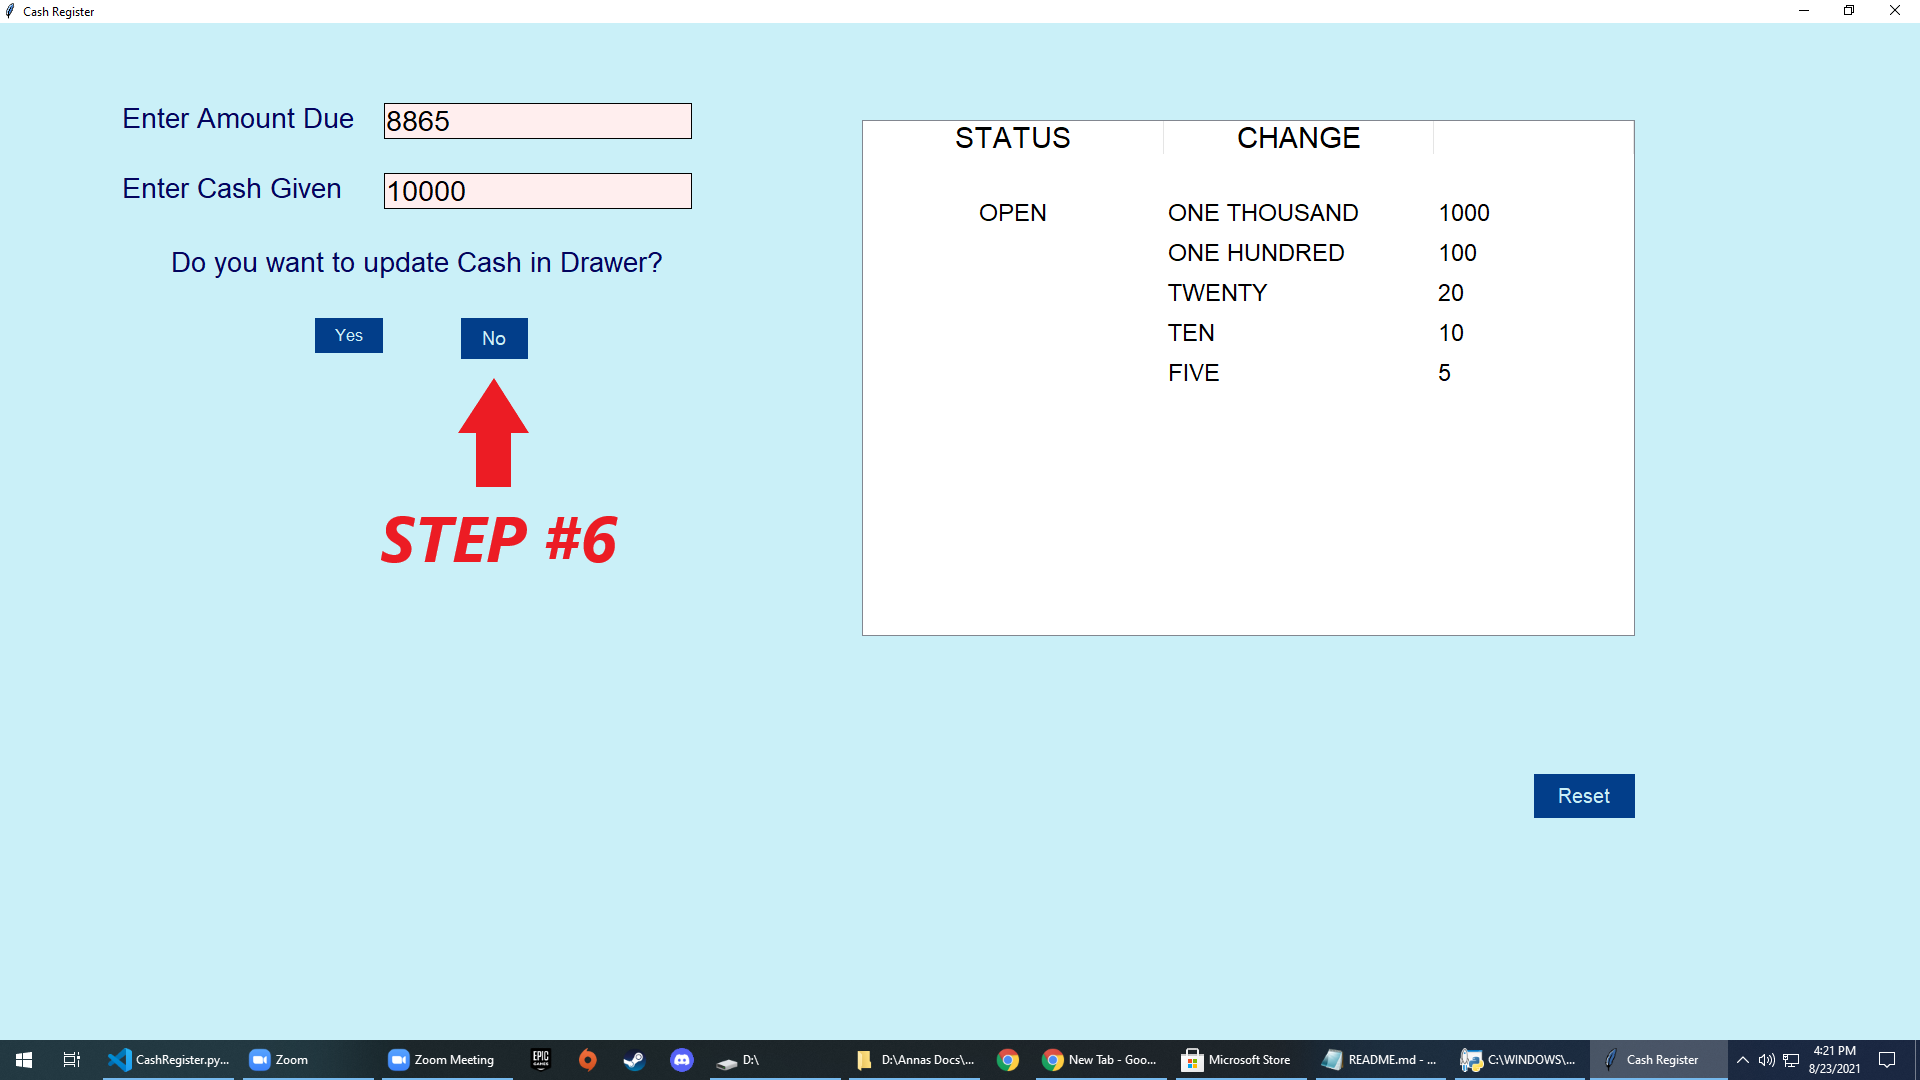 Cash Register
Enter Amount Due 8865
Enter Cash Given 10000
Do you want to update Cash in Drawer?
Yes No
STEP #6
STATUS CHANGE
OPEN ONE THOUSAND 1000
ONE HUNDRED 100
TWENTY 20
TEN 10
FIVE 5
Reset
CashRegister.py... Zoom Zoom Meeting EPIC GAMES D:\ D:\Annas Docs\... New Tab - Goo... Microsoft Store README.md - ... C:\WINDOWS\... Cash Register
4:21 PM
8/23/2021